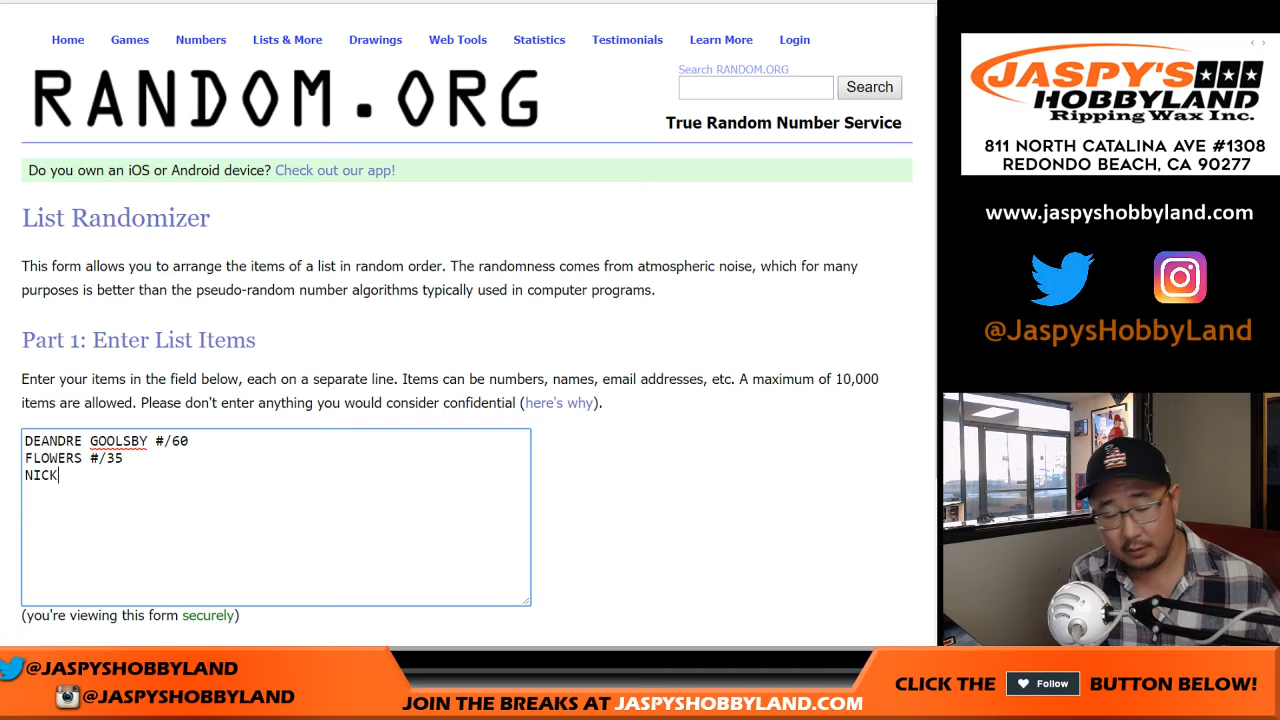 Home Games Numbers Lists & More Drawings Web Tools Statistics Testimonials Learn More Login
RANDOM.ORG
Search RANDOM.ORG
Search
True Random Number Service
Do you own an iOS or Android device? Check out our app!
List Randomizer
This form allows you to arrange the items of a list in random order. The randomness comes from atmospheric noise, which for many
purposes is better than the pseudo-random number algorithms typically used in computer programs.
Part 1: Enter List Items
Enter your items in the field below, each on a separate line. Items can be numbers, names, email addresses, etc. A maximum of 10,000
items are allowed. Please don't enter anything you would consider confidential (here's why).
DEANDRE GOOLSBY #/60
FLOWERS #/35
NICK
(you're viewing this form securely)
JASPY'S
HOBBYLAND
Ripping Wax Inc.
811 NORTH CATALINA AVE #1308
REDONDO BEACH, CA 90277
www.jaspyshobbyland.com
@JaspysHobbyLand
@JASPYSHOBBYLAND
@JASPYSHOBBYLAND
JOIN THE BREAKS AT JASPYSHOBBYLAND.COM
CLICK THE Follow BUTTON BELOW!